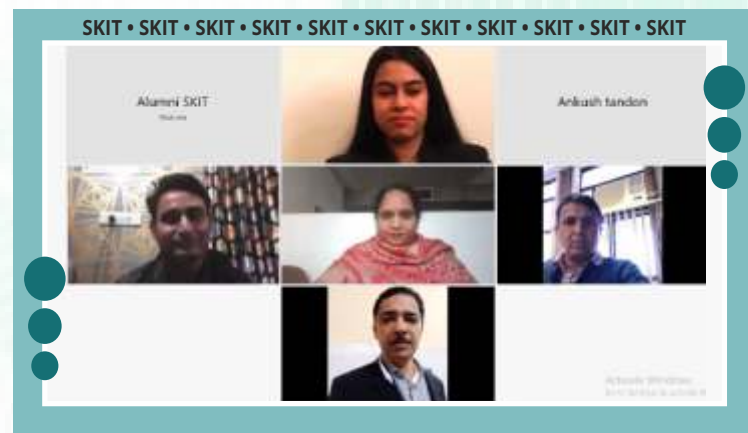 SKIT • SKIT • SKIT • SKIT • SKIT • SKIT • SKIT • SKIT • SKIT • SKIT • SKIT
Alumni SKIT
Ankush tandon
Activate Windows